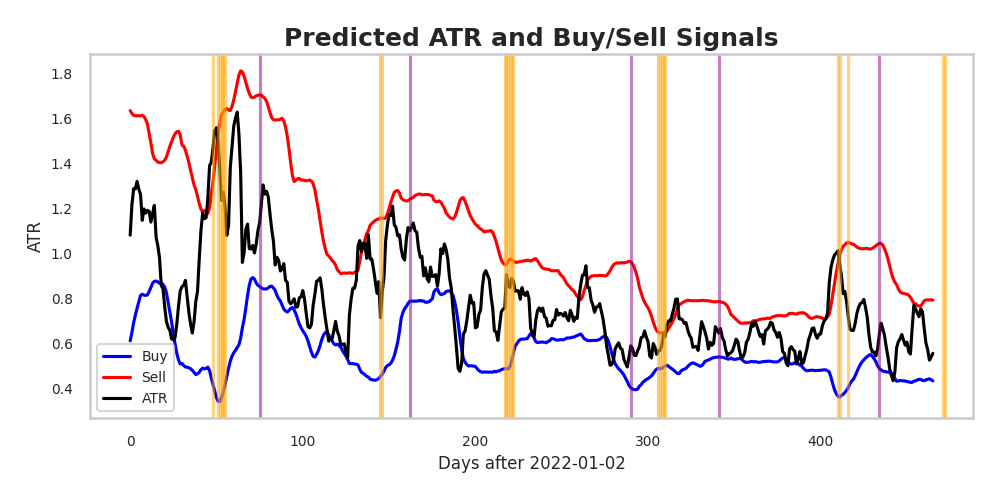 Predicted ATR and Buy/Sell Signals
1.8
1.6
1.4
1.2
1.0
0.8
0.6
0.4
ATR
Buy
Sell
ATR
0
100
200
300
400
Days after 2022-01-02